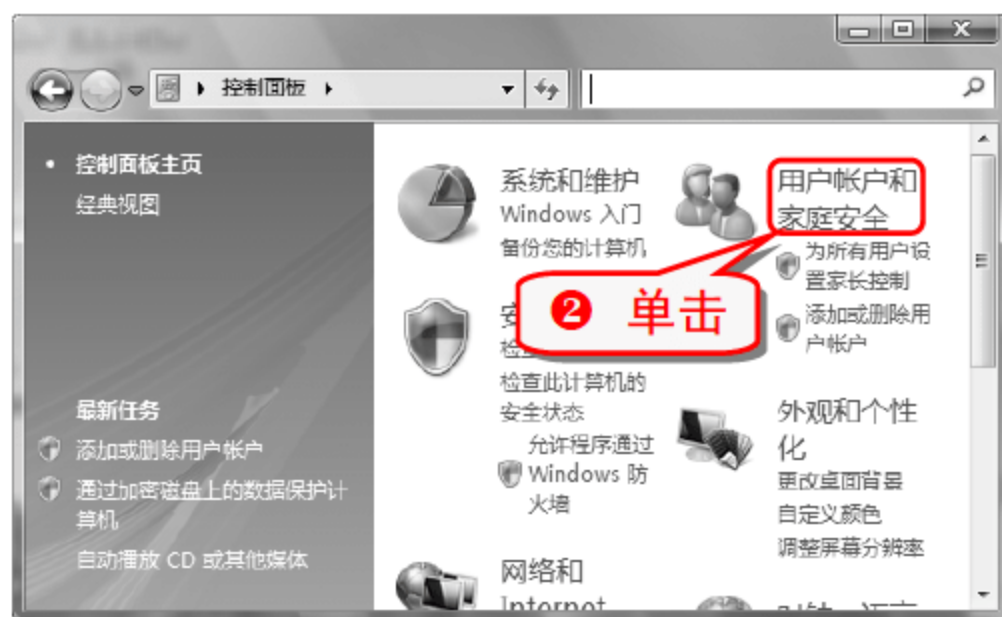 控制面板
控制面板主页
经典视图
最新任务
添加或删除用户帐户
通过加密磁盘上的数据保护计
算机
自动播放 CD 或其他媒体
系统和维护
Windows 入门
备份您的计算机
安
检查
检查此计算机的
安全状态
允许程序通过
Windows 防
火墙
网络和
Internet
用户帐户和
家庭安全
为所有用户设
置家长控制
添加或删除用
户帐户
外观和个性
化
更改桌面背景
自定义颜色
调整屏幕分辨率
❷ 单击